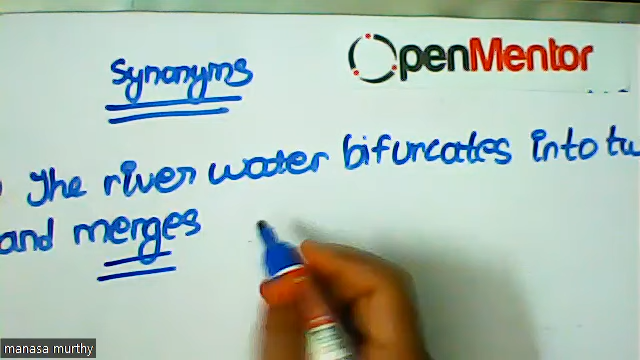 Synonyms
OpenMentor
The river water bifurcates into tw
and merges
manasa murthy